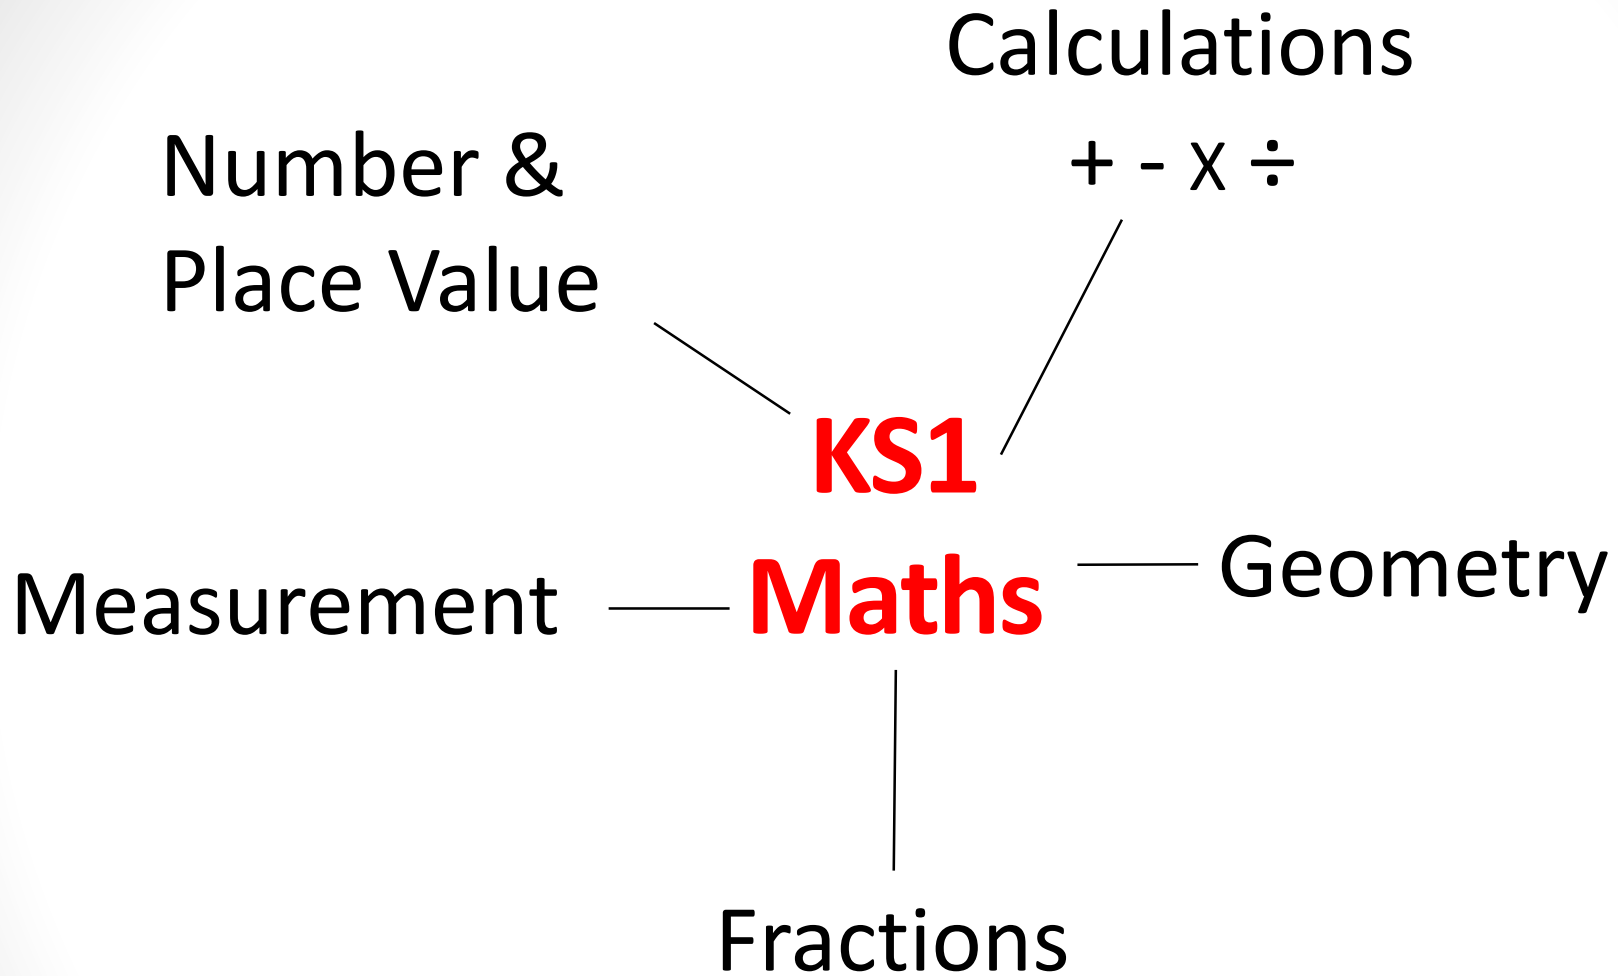 Calculations
+ - x ÷
Number &
Place Value
KS1
Maths
Geometry
Measurement
Fractions